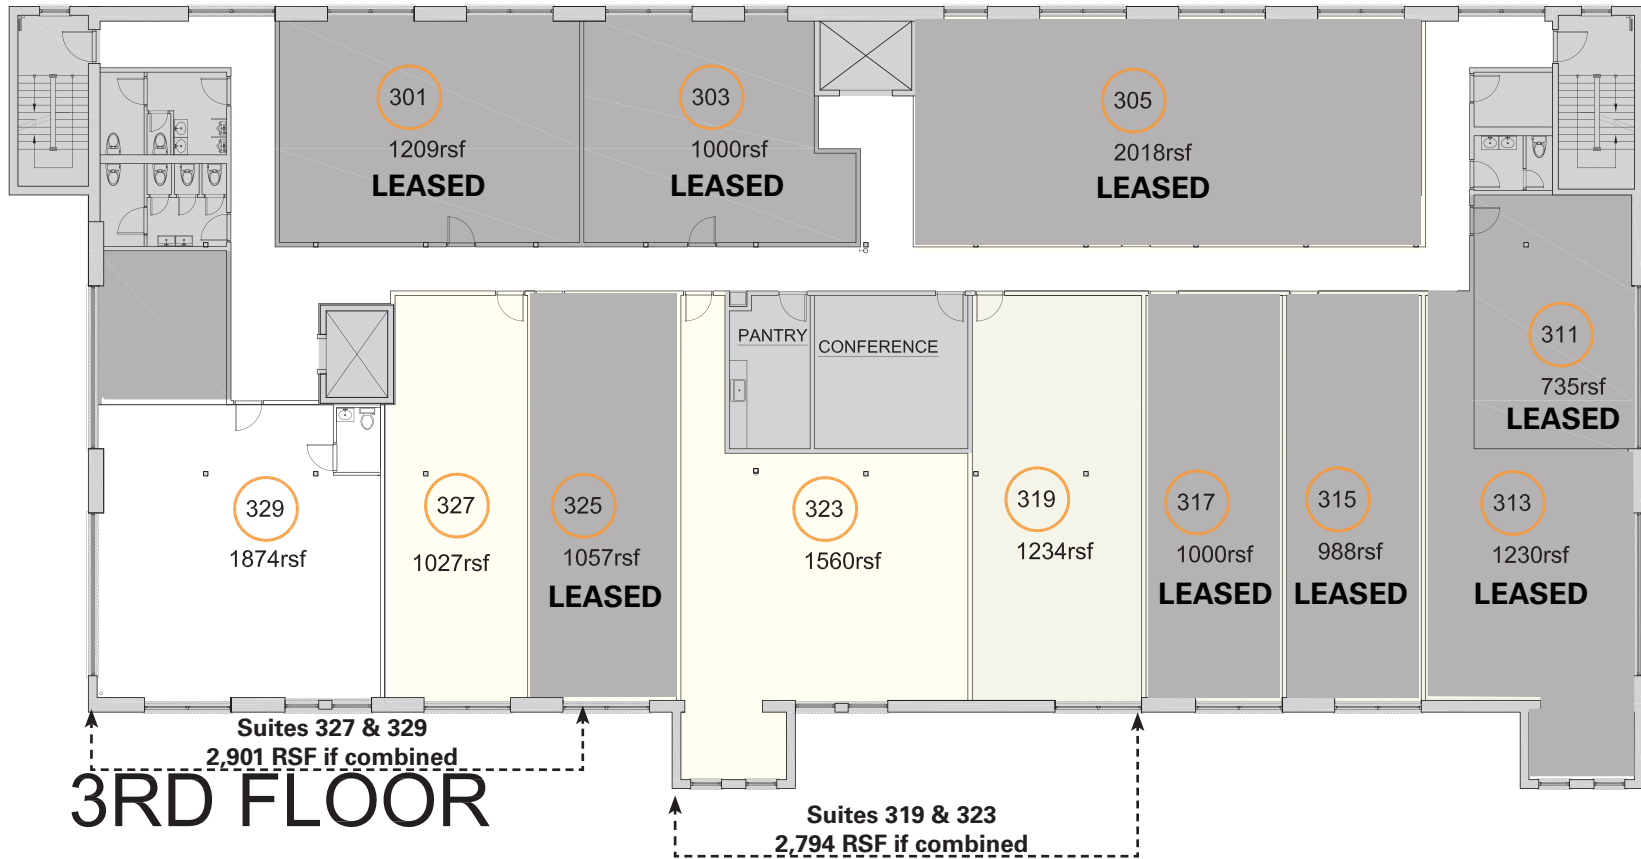 301
1209rsf
LEASED
303
1000rsf
LEASED
305
2018rsf
LEASED
311
735rsf
LEASED
PANTRY
CONFERENCE
329
1874rsf
327
1027rsf
325
1057rsf
LEASED
323
1560rsf
319
1234rsf
317
1000rsf
LEASED
315
988rsf
LEASED
313
1230rsf
LEASED
Suites 327 & 329
2,901 RSF if combined
3RD FLOOR
Suites 319 & 323
2,794 RSF if combined